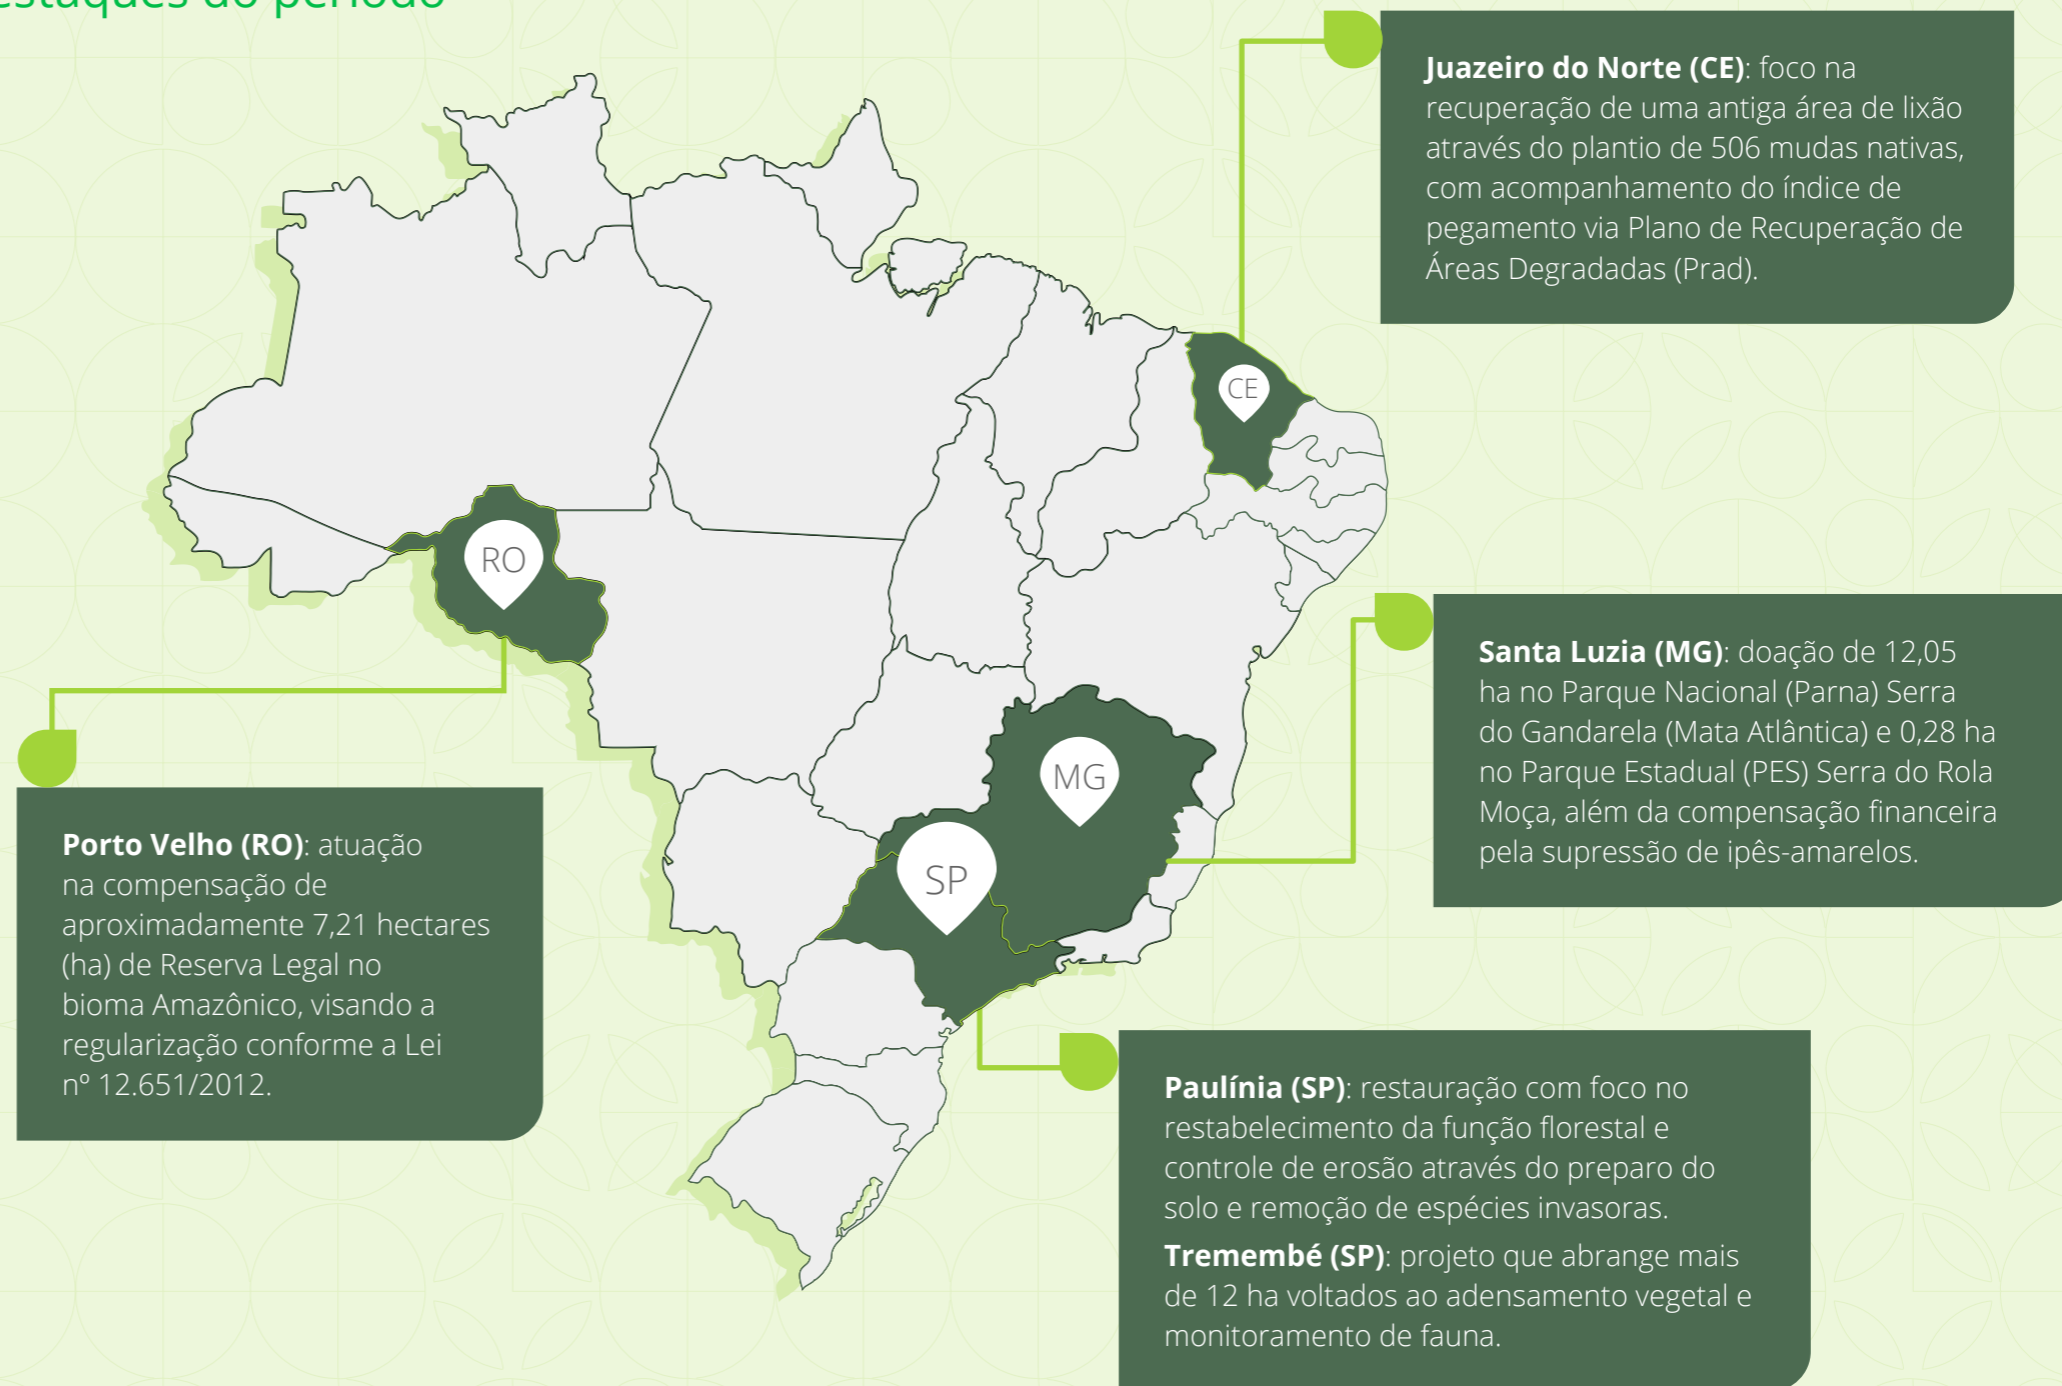 estaques do período
Juazeiro do Norte (CE): foco na
recuperação de uma antiga área de lixão
através do plantio de 506 mudas nativas,
com acompanhamento do índice de
pegamento via Plano de Recuperação de
Áreas Degradadas (Prad).
CE
RO
Santa Luzia (MG): doação de 12,05
ha no Parque Nacional (Parna) Serra
do Gandarela (Mata Atlântica) e 0,28 ha
no Parque Estadual (PES) Serra do Rola
Moça, além da compensação financeira
pela supressão de ipês-amarelos.
MG
SP
Porto Velho (RO): atuação
na compensação de
aproximadamente 7,21 hectares
(ha) de Reserva Legal no
bioma Amazônico, visando a
regularização conforme a Lei
nº 12.651/2012.
Paulínia (SP): restauração com foco no
restabelecimento da função florestal e
controle de erosão através do preparo do
solo e remoção de espécies invasoras.
Tremembé (SP): projeto que abrange mais
de 12 ha voltados ao adensamento vegetal e
monitoramento de fauna.